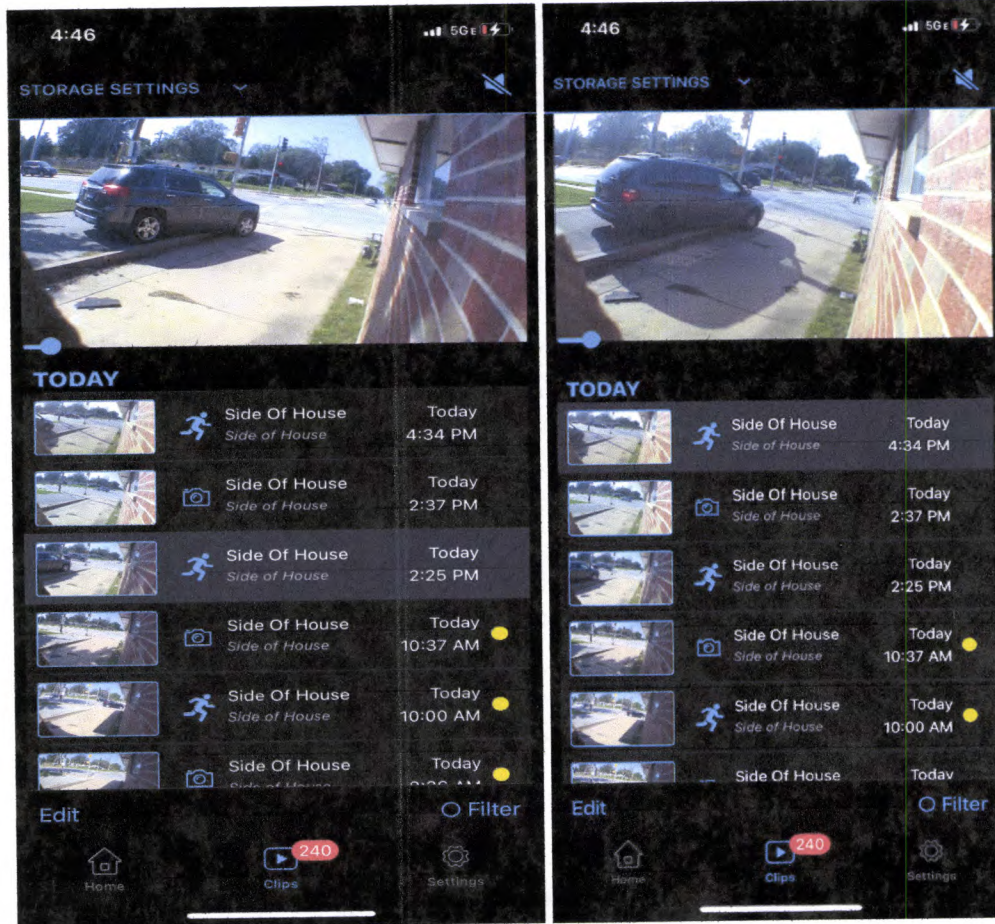 4:46
5GE
STORAGE SETTINGS
TODAY
Side Of House Today
Side of House 4:34 PM
Side Of House Today
Side of House 2:37 PM
Side Of House Today
Side of House 2:25 PM
Side Of House Today
Side of House 10:37 AM
Side Of House Today
Side of House 10:00 AM
Side Of House Today
Edit Filter
240
Home Clips Settings
4:46
5GE
STORAGE SETTINGS
TODAY
Side Of House Today
Side of House 4:34 PM
Side Of House Today
Side of House 2:37 PM
Side Of House Today
Side of House 2:25 PM
Side Of House Today
Side of House 10:37 AM
Side Of House Today
Side of House 10:00 AM
Side Of House Today
Edit Filter
240
Home Clips Settings